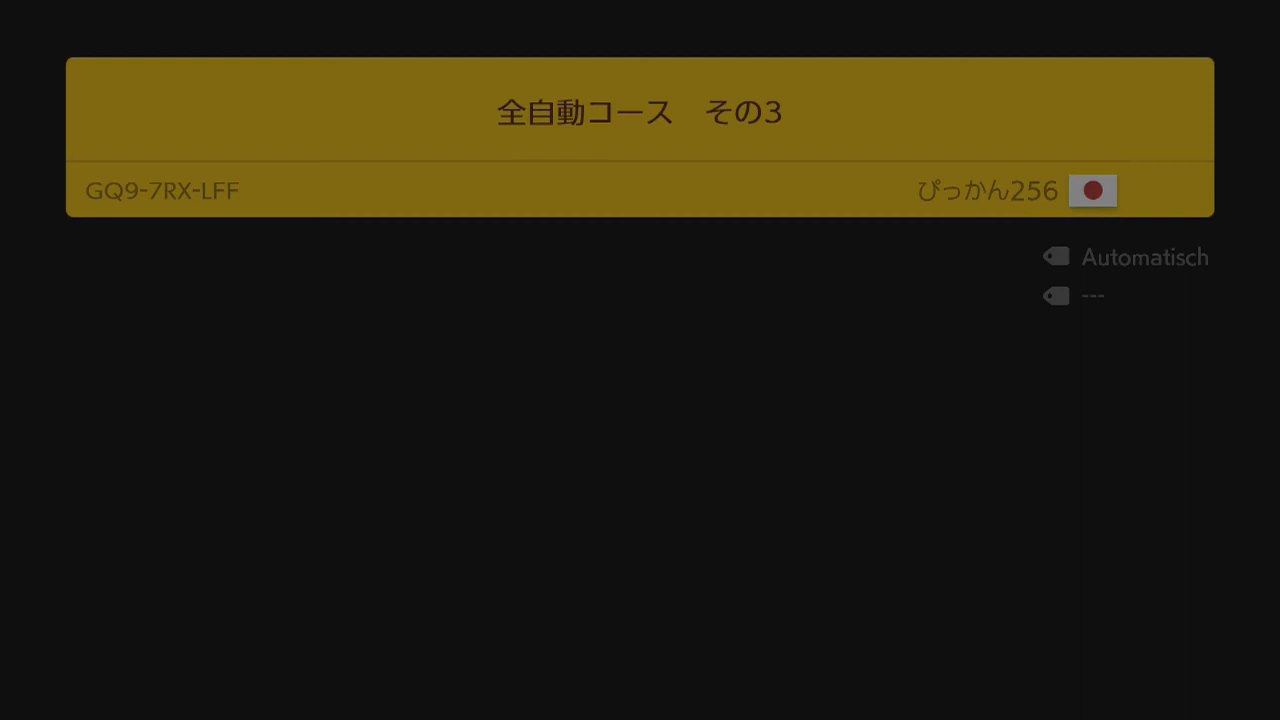 全自動コース　その3
GQ9-7RX-LFF
ぴっかん256
Automatisch
---